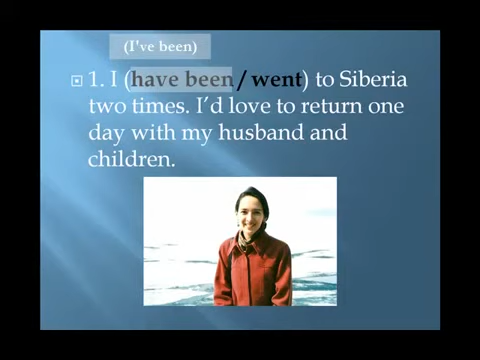 (I've been)
1. I (have been / went) to Siberia
two times. I’d love to return one
day with my husband and
children.